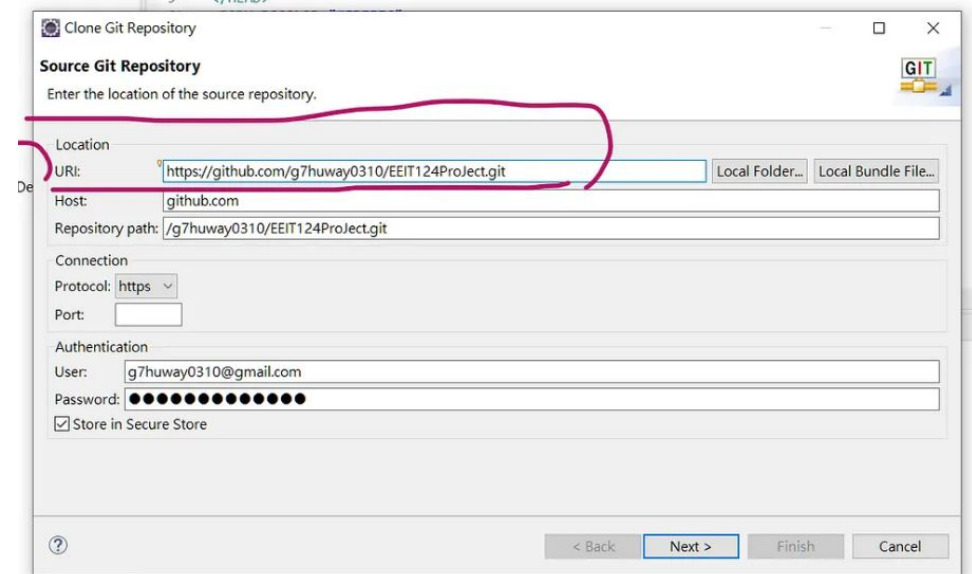 Clone Git Repository
Source Git Repository
Enter the location of the source repository.
GIT
Location
URI: https://github.com/g7huway0310/EEIT124ProJect.git Local Folder... Local Bundle File...
Host: github.com
Repository path: /g7huway0310/EEIT124ProJect.git
Connection
Protocol: https
Port:
Authentication
User: g7huway0310@gmail.com
Password: ●●●●●●●●●●●●●
Store in Secure Store
< Back Next > Finish Cancel